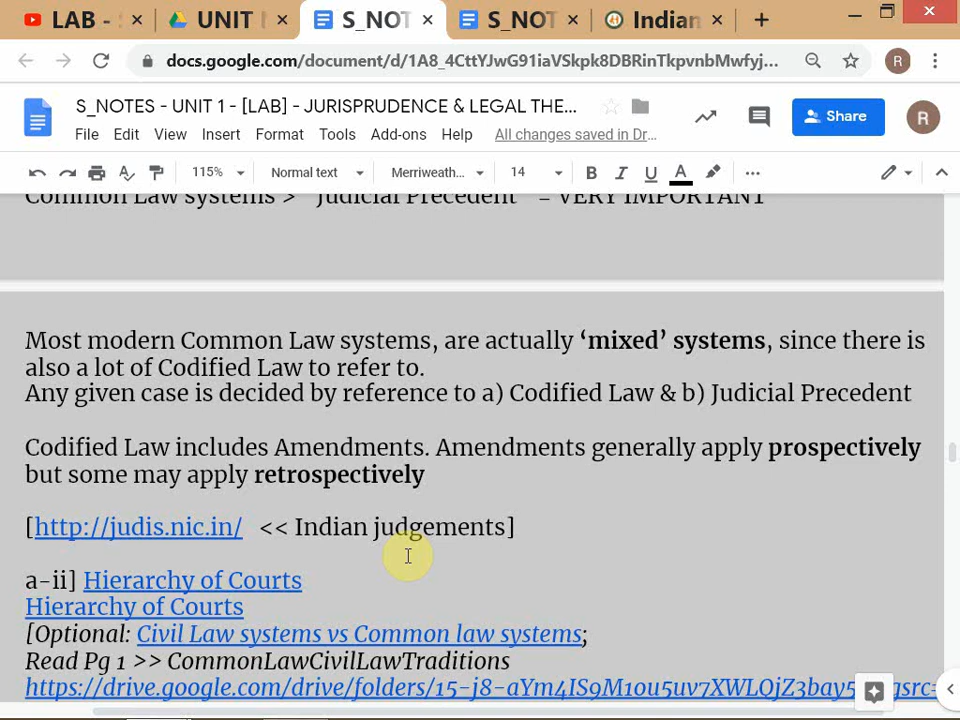 LAB - UNIT S_NOT S_NOT Indian
docs.google.com/document/d/1A8_4CttYJwG91iaVSkpk8DBRinTkpvnbMwfyj... R
S_NOTES - UNIT 1 - [LAB] - JURISPRUDENCE & LEGAL THE...
File Edit View Insert Format Tools Add-ons Help All changes saved in Dr... Share R
115% Normal text Merriweath... 14 B I U A
Common Law systems > "Judicial Precedent" = VERY IMPORTANT
Most modern Common Law systems, are actually ‘mixed’ systems, since there is
also a lot of Codified Law to refer to.
Any given case is decided by reference to a) Codified Law & b) Judicial Precedent
Codified Law includes Amendments. Amendments generally apply prospectively
but some may apply retrospectively
[http://judis.nic.in/ << Indian judgements]
a-ii] Hierarchy of Courts
Hierarchy of Courts
[Optional: Civil Law systems vs Common law systems;
Read Pg 1 >> CommonLawCivilLawTraditions
https://drive.google.com/drive/folders/15-j8-aYm4IS9M1ou5uv7XWLQjZ3bay5